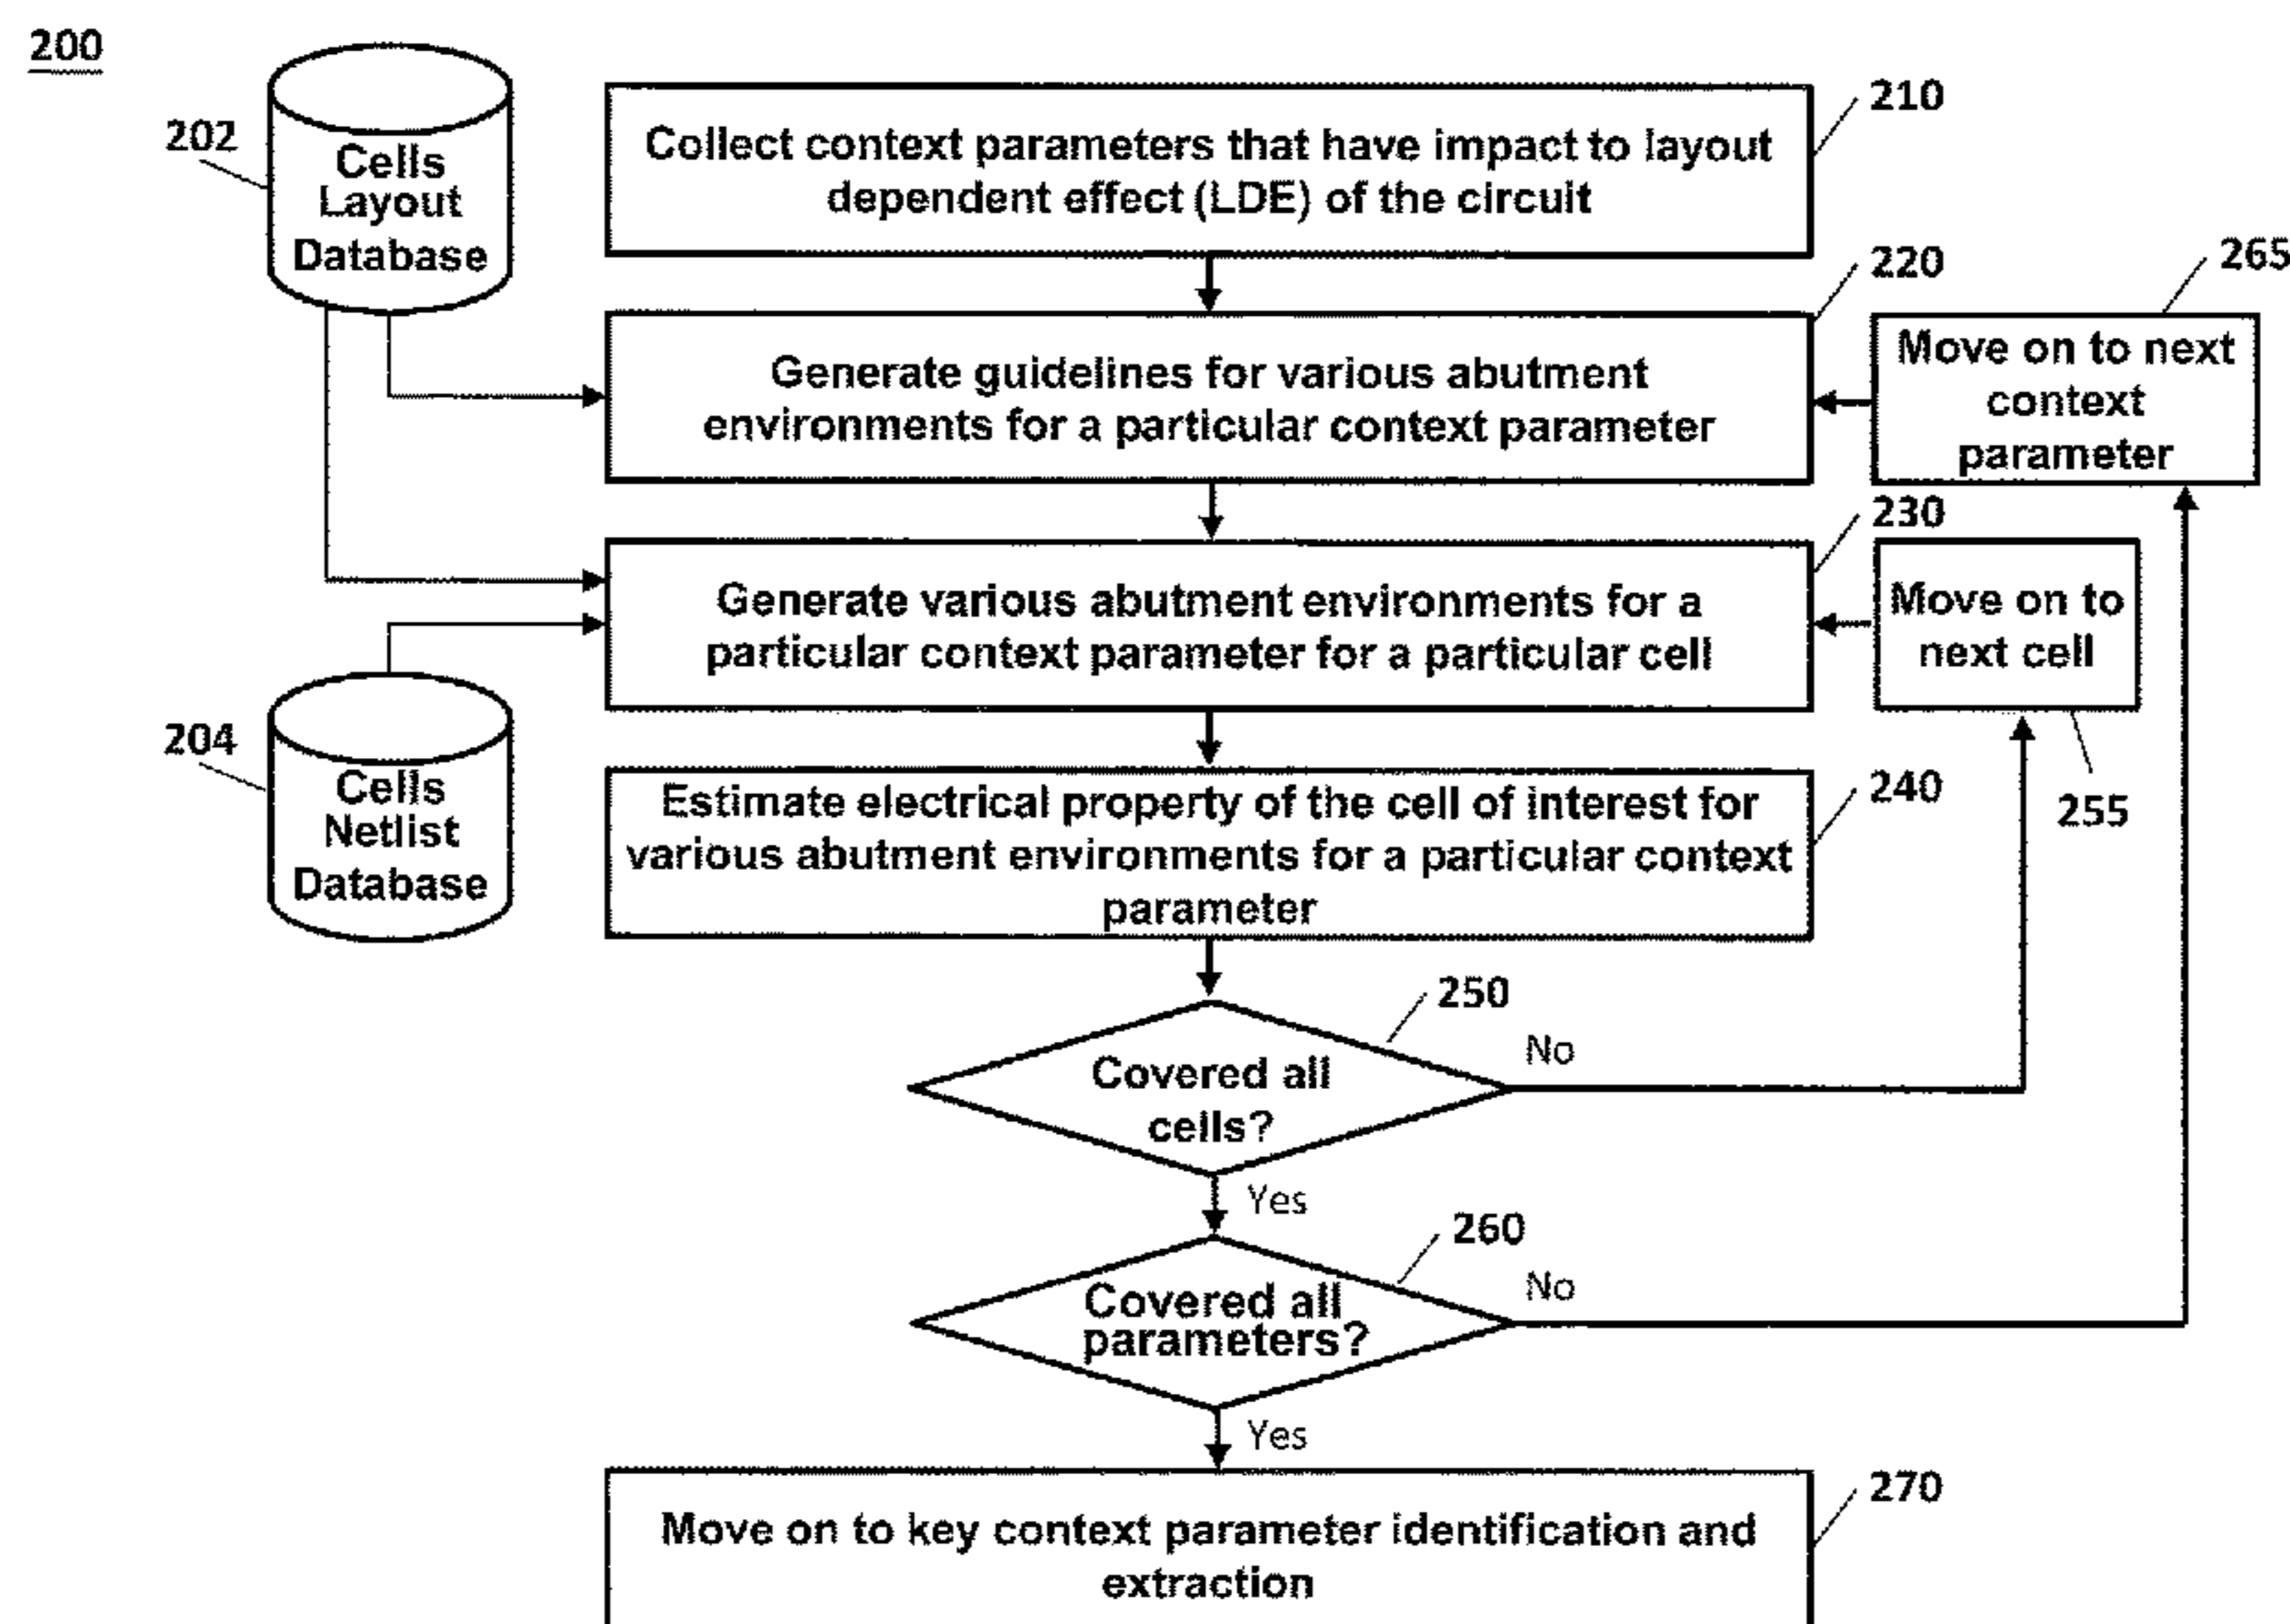 200
202
Cells
Layout
Database
210
Collect context parameters that have impact to layout
dependent effect (LDE) of the circuit
220
Generate guidelines for various abutment
environments for a particular context parameter
265
Move on to next
context
parameter
230
Generate various abutment environments for a
particular context parameter for a particular cell
Move on to
next cell
255
204
Cells
Netlist
Database
240
Estimate electrical property of the cell of interest for
various abutment environments for a particular context
parameter
250
Covered all
cells?
No
Yes
260
Covered all
parameters?
No
Yes
270
Move on to key context parameter identification and
extraction